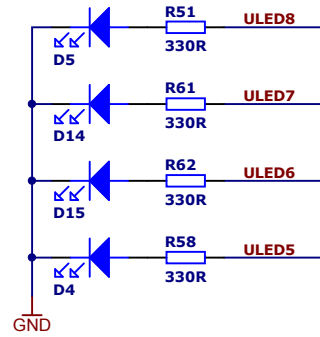 R51
ULED8
D5
330R
R61
ULED7
D14
330R
R62
ULED6
D15
330R
R58
ULED5
D4
330R
GND